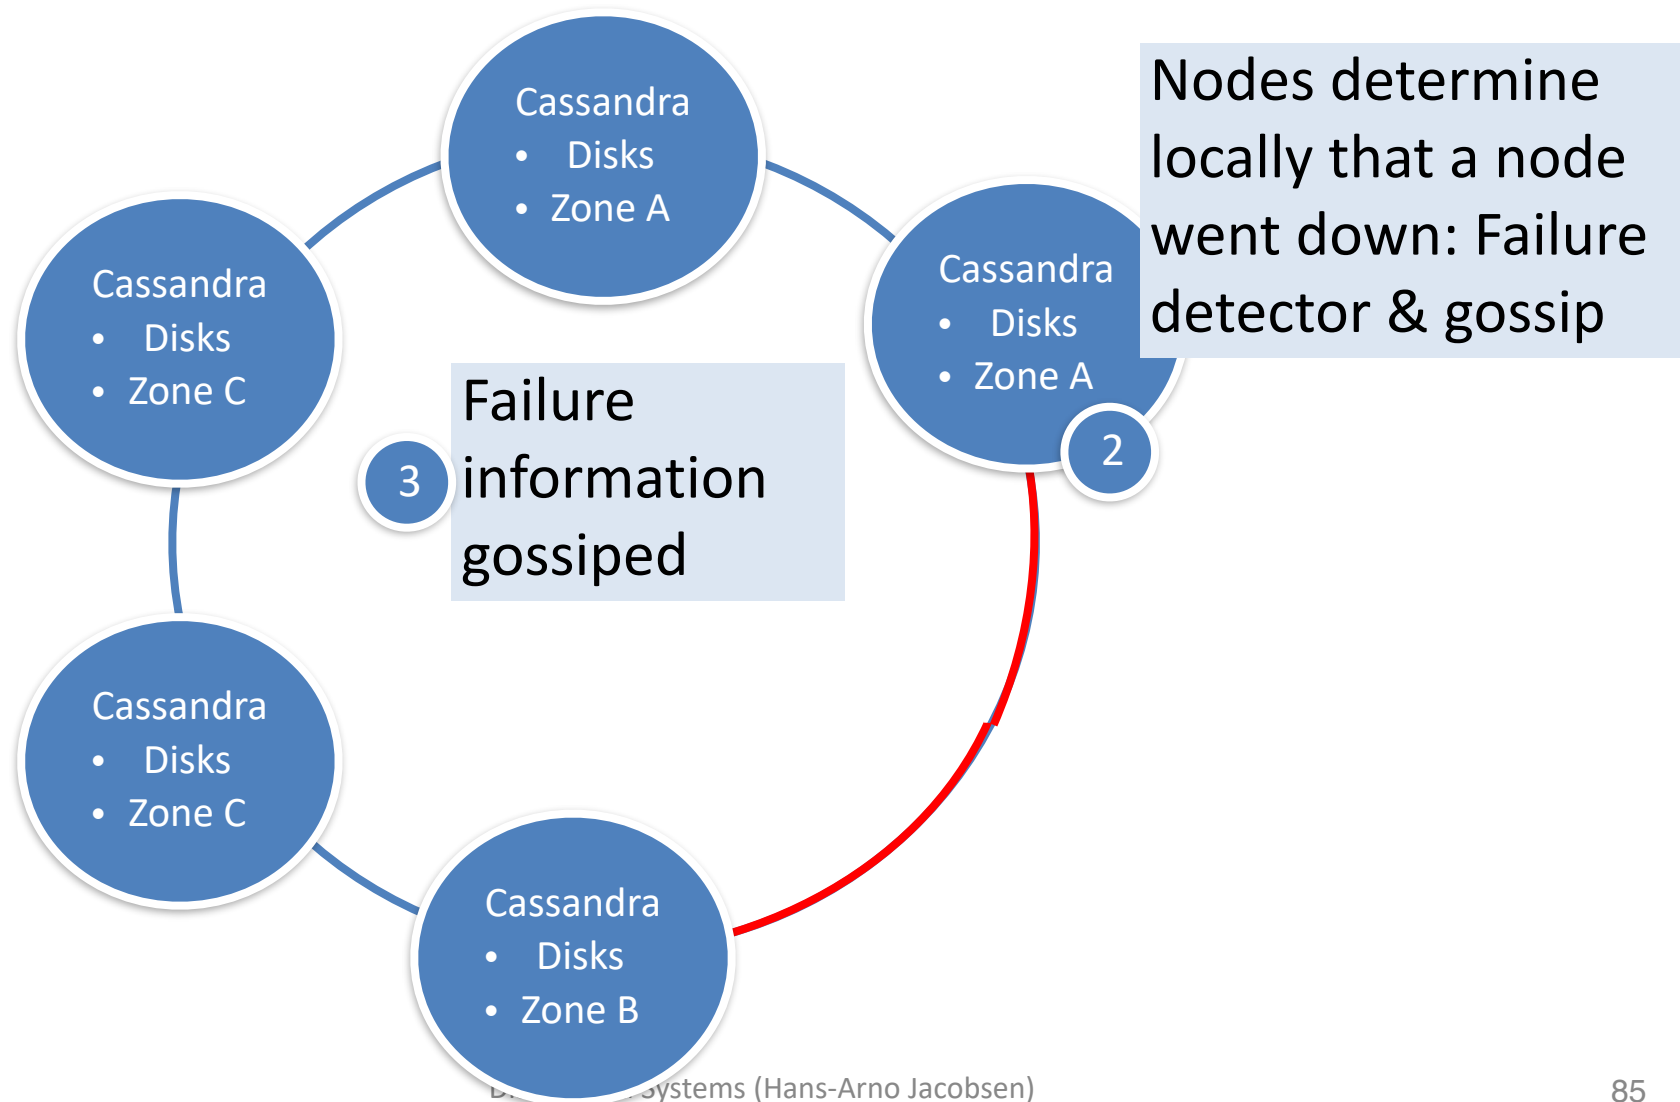 Cassandra
• Disks
• Zone A
Nodes determine
locally that a node
went down: Failure
detector & gossip
Cassandra
• Disks
• Zone A
2
Cassandra
• Disks
• Zone C
3
Failure
information
gossiped
Cassandra
• Disks
• Zone C
Cassandra
• Disks
• Zone B
Systems (Hans-Arno Jacobsen)
85